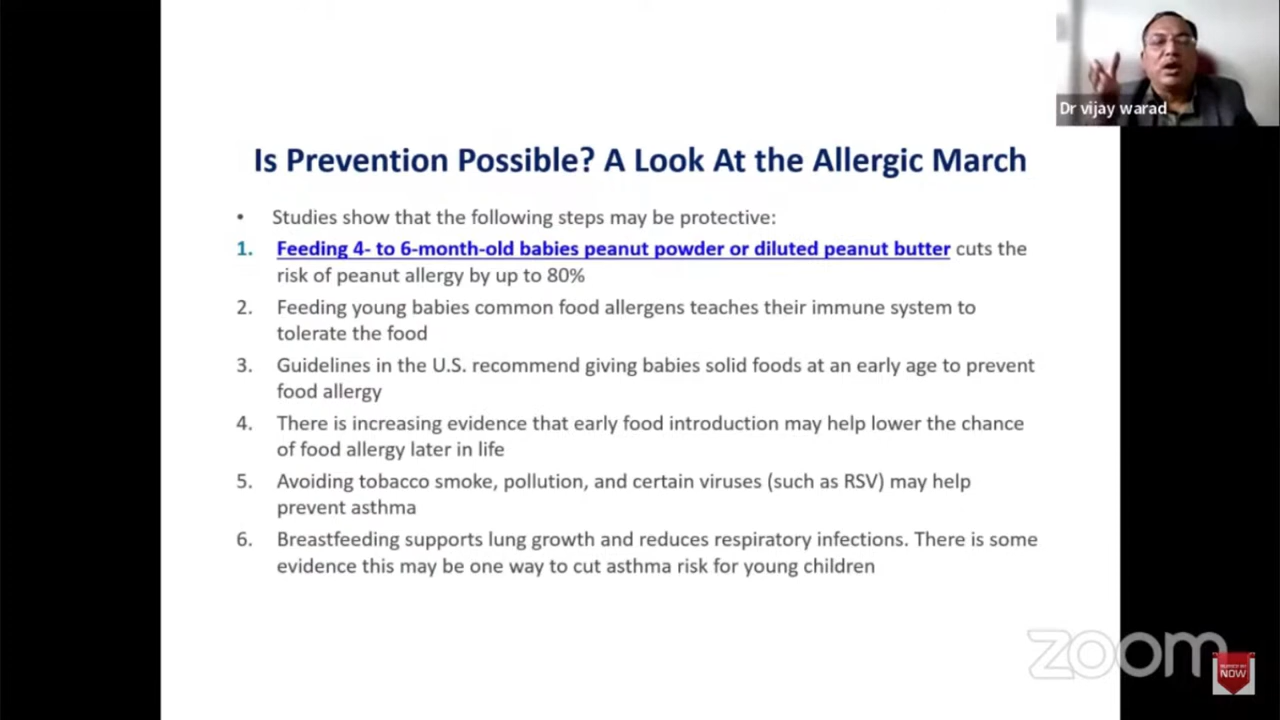 Dr vijay warad
Is Prevention Possible? A Look At the Allergic March
• Studies show that the following steps may be protective:
1. Feeding 4- to 6-month-old babies peanut powder or diluted peanut butter cuts the
risk of peanut allergy by up to 80%
2. Feeding young babies common food allergens teaches their immune system to
tolerate the food
3. Guidelines in the U.S. recommend giving babies solid foods at an early age to prevent
food allergy
4. There is increasing evidence that early food introduction may help lower the chance
of food allergy later in life
5. Avoiding tobacco smoke, pollution, and certain viruses (such as RSV) may help
prevent asthma
6. Breastfeeding supports lung growth and reduces respiratory infections. There is some
evidence this may be one way to cut asthma risk for young children
zoom
NOW